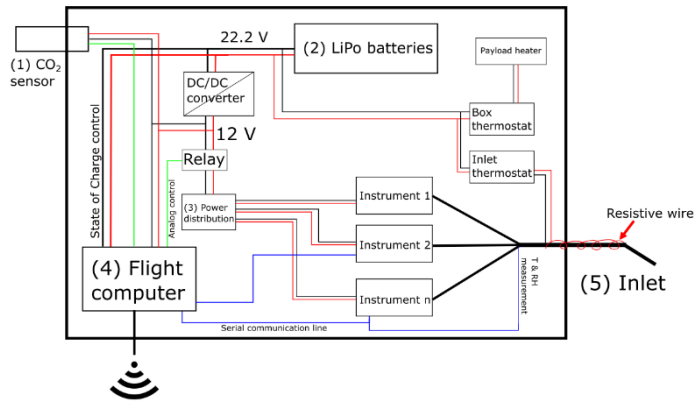 22.2 V
(2) LiPo batteries
Payload heater
(1) CO₂
sensor
DC/DC
converter
Box
thermostat
12 V
State of Charge control
Relay
Inlet
thermostat
Analog control
(3) Power
distribution
Instrument 1
Resistive wire
Instrument 2
(4) Flight
computer
T & RH
measurement
(5) Inlet
Instrument n
Serial communication line